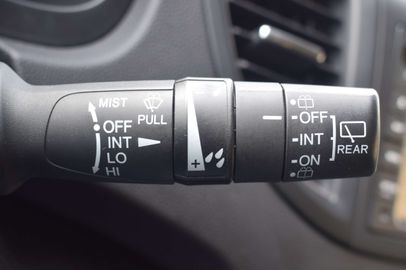 MIST
PULL
OFF
INT
LO
HI
+
OFF
INT
ON
REAR